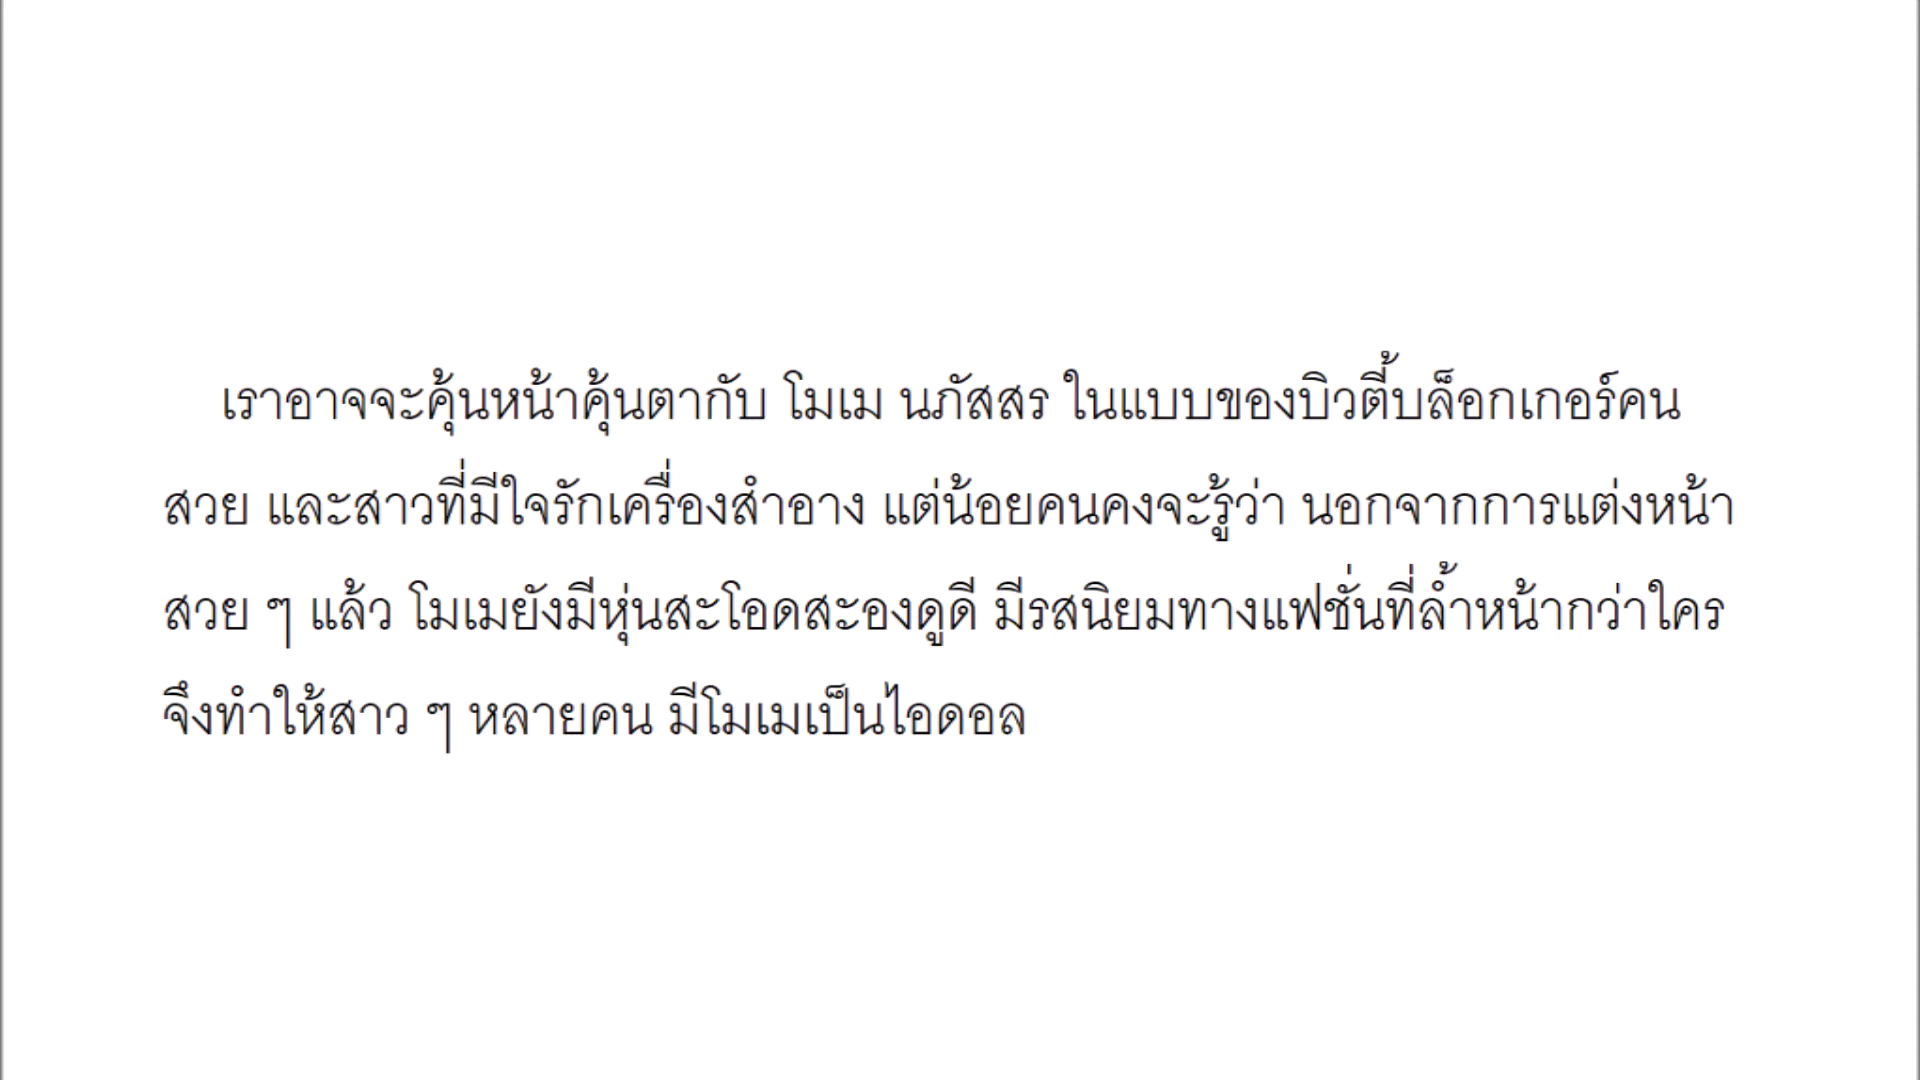 เราอาจจะคุ้นหน้าคุ้นตากับ โมเม นภัสสร ในแบบของบิวตี้บล็อกเกอร์คน
สวย และสาวที่มีใจรักเครื่องสำอาง แต่น้อยคนคงจะรู้ว่า นอกจากการแต่งหน้า
สวย ๆ แล้ว โมเมยังมีหุ่นสะโอดสะองดูดี มีรสนิยมทางแฟชั่นที่ล้ำหน้ากว่าใคร
จึงทำให้สาว ๆ หลายคน มีโมเมเป็นไอดอล